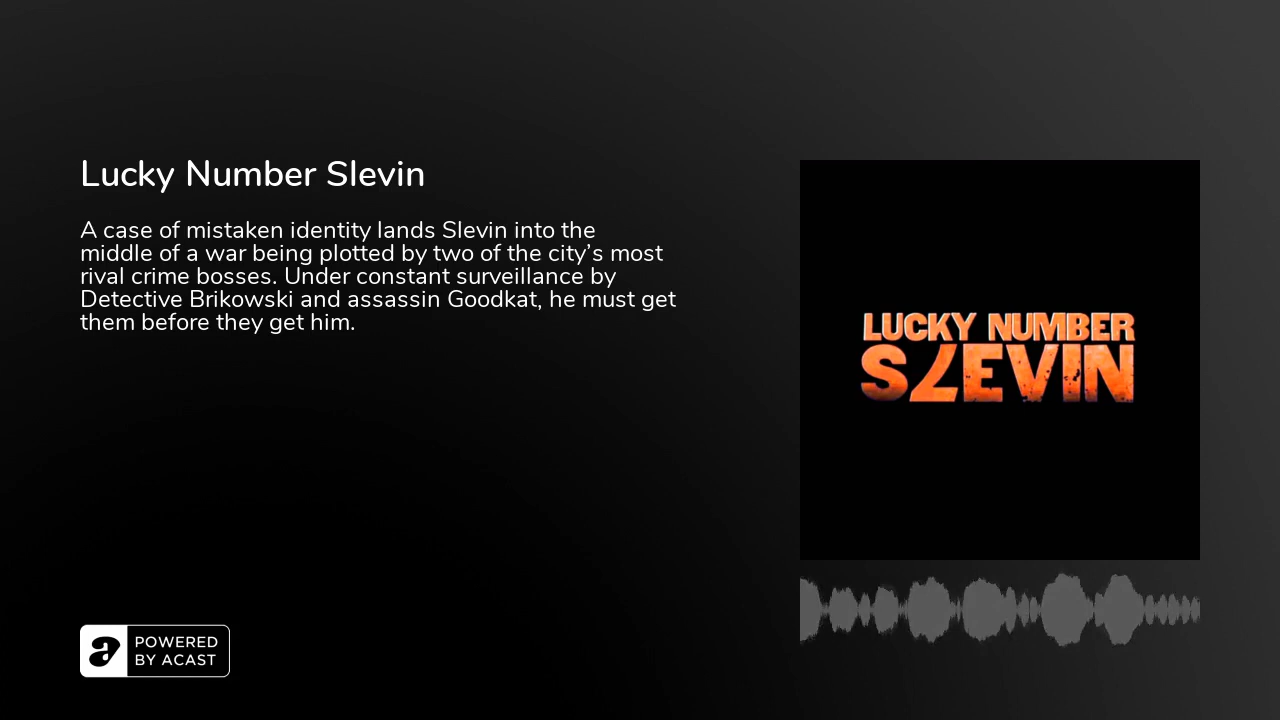 Lucky Number Slevin
A case of mistaken identity lands Slevin into the
middle of a war being plotted by two of the city’s most
rival crime bosses. Under constant surveillance by
Detective Brikowski and assassin Goodkat, he must get
them before they get him.
LUCKY NUMBER
SLEVIN
a
POWERED
BY ACAST